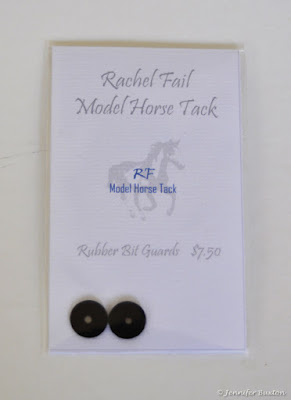 Rachel Fail
Model Horse Tack
RF
Model Horse Tack
Rubber Bit Guards $7.50
© Jennifer Buxton